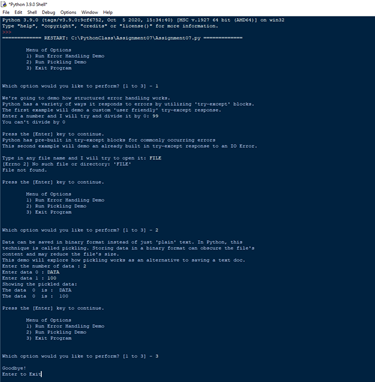 *Python 3.9.0 Shell*
File Edit Shell Debug Options Window Help
Python 3.9.0 (tags/v3.9.0:9cf6752, Oct 5 2020, 15:34:40) [MSC v.1927 64 bit (AMD64)] on win32
Type "help", "copyright", "credits" or "license()" for more information.
>>>
============= RESTART: C:\PythonClass\Assignment07\Assignment07.py =============
Menu of Options
1) Run Error Handling Demo
2) Run Pickling Demo
3) Exit Program
Which option would you like to perform? [1 to 3] - 1
We're going to demo how structured error handling works.
Python has a variety of ways it responds to errors by utilizing 'try-except' blocks.
The first example will demo a custom 'user friendly' try-except response.
Enter a number and I will try and divide it by 0: 99
You can't divide by 0
Press the [Enter] key to continue.
Python has pre-built in try-except blocks for commonly occurring errors
This second example will demo an already built in try-except response to an IO Error.
Type in any file name and I will try to open it: FILE
[Errno 2] No such file or directory: 'FILE'
File not found.
Press the [Enter] key to continue.
Menu of Options
1) Run Error Handling Demo
2) Run Pickling Demo
3) Exit Program
Which option would you like to perform? [1 to 3] - 2
Data can be saved in binary format instead of just 'plain' text. In Python, this
technique is called pickling. Storing data in a binary format can obscure the file's
content and may reduce the file's size.
This demo will explore how pickling works as an alternative to saving a text doc.
Enter the number of data : 2
Enter data 0 : DATA
Enter data 1 : 100
Showing the pickled data:
The data 0 is : DATA
The data 0 is : 100
Press the [Enter] key to continue.
Menu of Options
1) Run Error Handling Demo
2) Run Pickling Demo
3) Exit Program
Which option would you like to perform? [1 to 3] - 3
Goodbye!
Enter to Exit